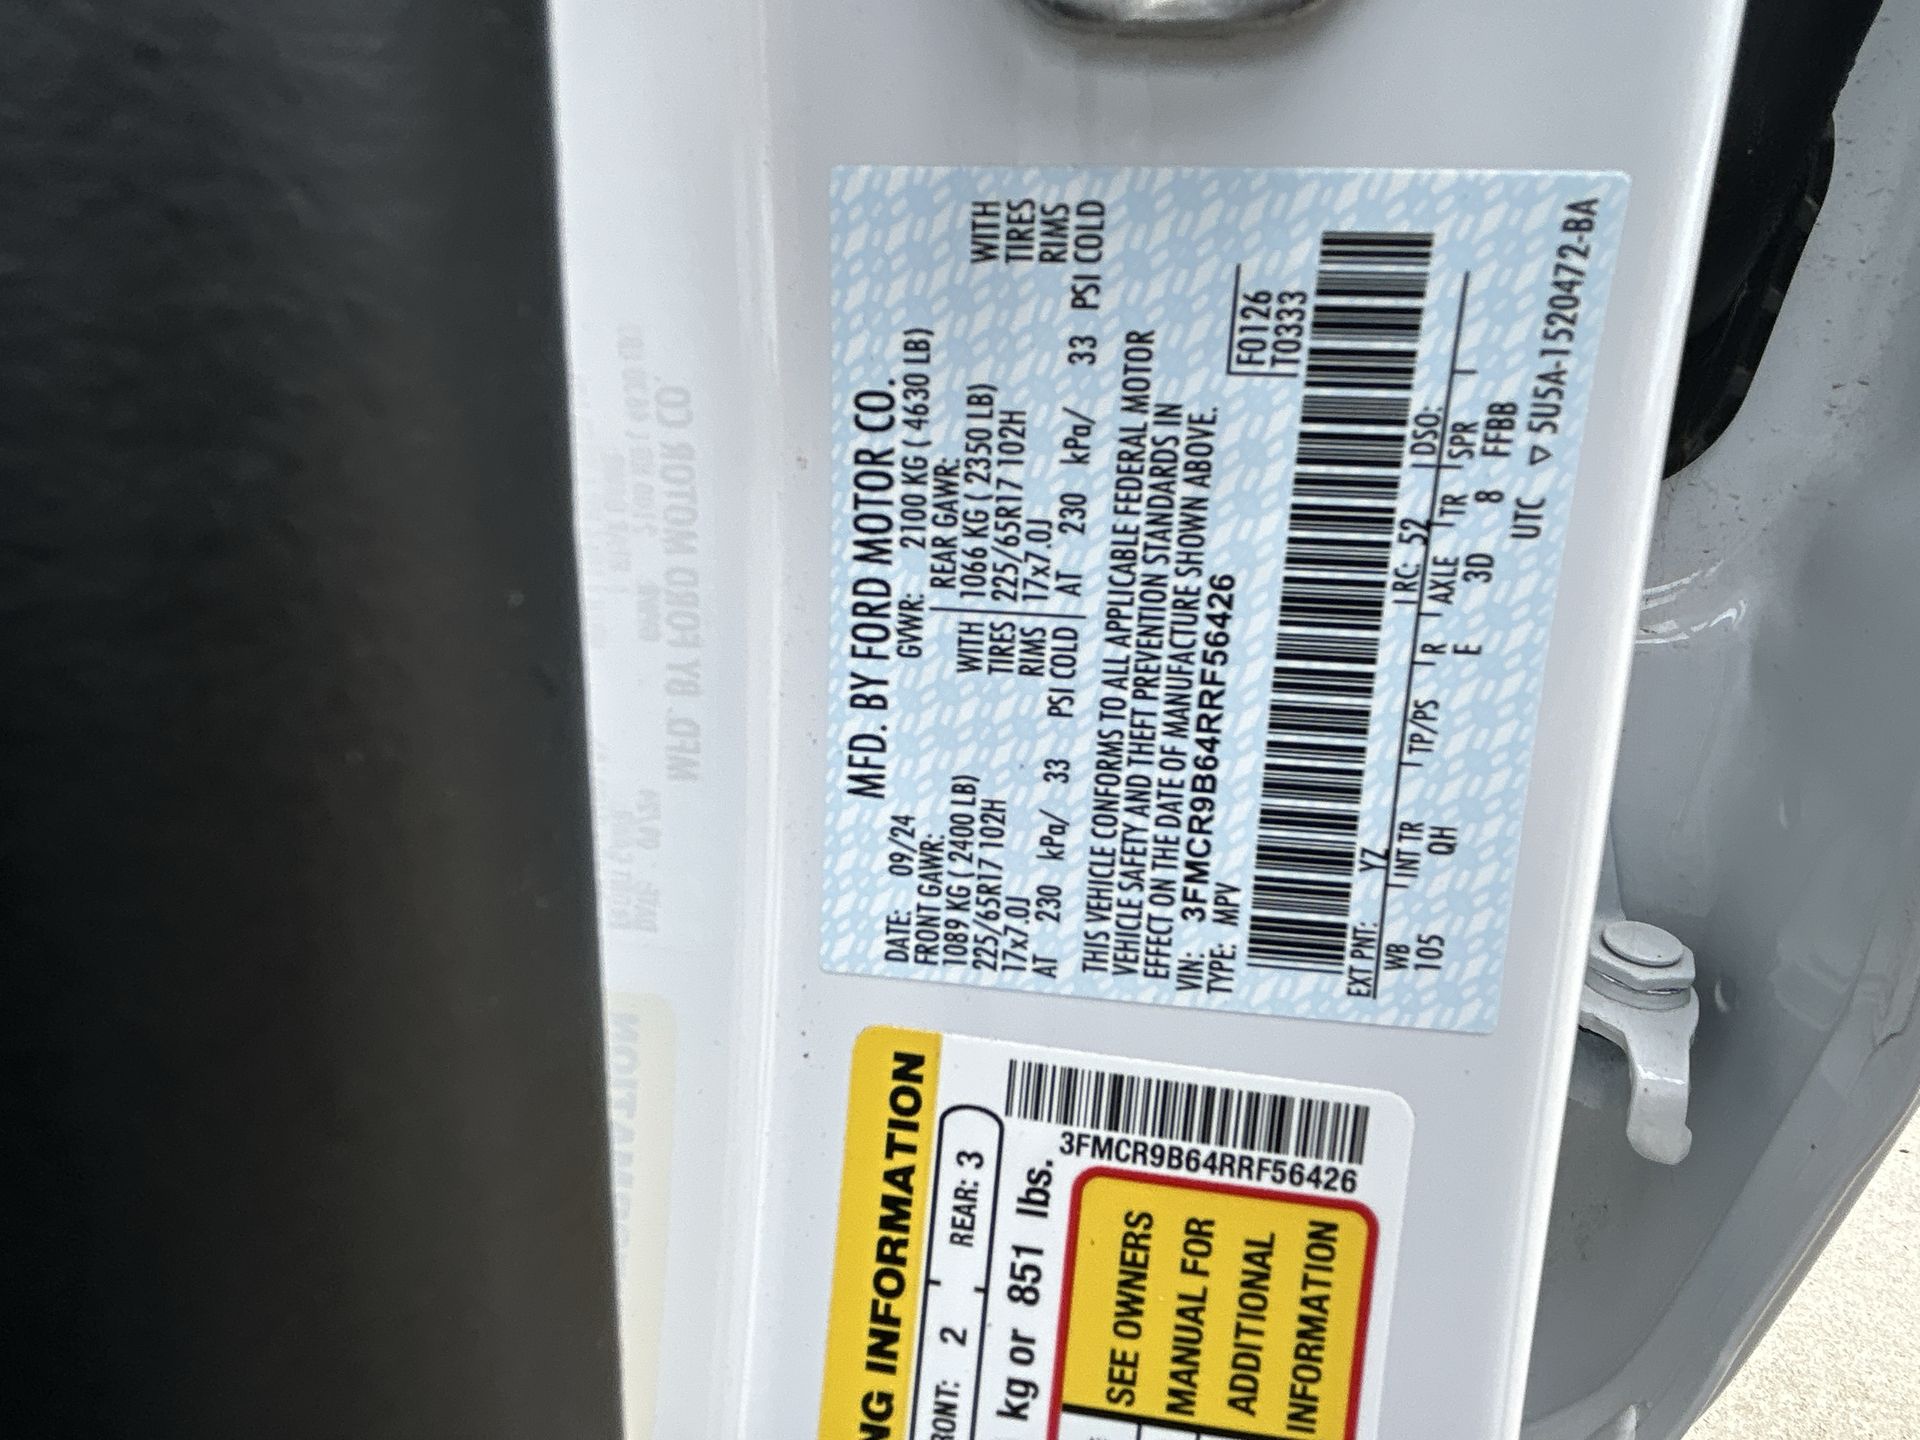 MFD. BY FORD MOTOR CO.
DATE: 09/24 GVWR: 2100 KG ( 4630 LB)
FRONT GAWR: REAR GAWR:
1089 KG ( 2400 LB) WITH 1066 KG ( 2350 LB) WITH
225/65R17 102H TIRES 225/65R17 102H TIRES
17x7.0J RIMS 17x7.0J RIMS
AT 230 kPa/ 33 PSI COLD AT 230 kPa/ 33 PSI COLD
THIS VEHICLE CONFORMS TO ALL APPLICABLE FEDERAL MOTOR
VEHICLE SAFETY AND THEFT PREVENTION STANDARDS IN
EFFECT ON THE DATE OF MANUFACTURE SHOWN ABOVE.
VIN: 3FMCR9B64RRF56426
TYPE: MPV
F0126
T0333
EXT PNT: YZ RC: 52 DSO:
WB INT TR TP/PS R AXLE TR SPR
105 QH E 3D 8 FFBB
UTC ▽ 5U5A-1520472-BA
INFORMATION
FRONT: 2 REAR: 3
kg or 851 lbs.
3FMCR9B64RRF56426
SEE OWNERS
MANUAL FOR
ADDITIONAL
INFORMATION